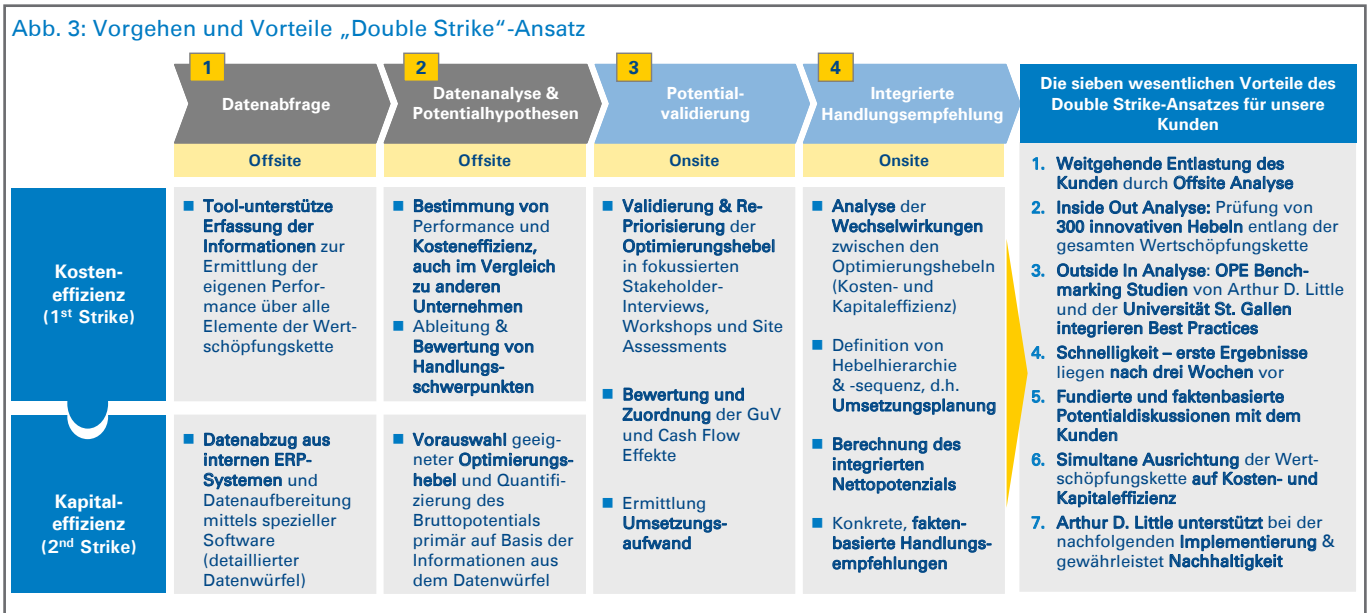 Abb. 3: Vorgehen und Vorteile „Double Strike“-Ansatz
1
Datenabfrage
2
Datenanalyse &
Potentialhypothesen
3
Potential-
validierung
4
Integrierte
Handlungsempfehlung
Die sieben wesentlichen Vorteile des
Double Strike-Ansatzes für unsere
Kunden
Offsite
Offsite
Onsite
Onsite
Kosten-
effizienz
(1st Strike)
■ Tool-unterstütze
Erfassung der
Informationen zur
Ermittlung der
eigenen Perfor-
mance über alle
Elemente der Wert-
schöpfungskette
■ Bestimmung von
Performance und
Kosteneffizienz,
auch im Vergleich
zu anderen
Unternehmen
■ Ableitung &
Bewertung von
Handlungs-
schwerpunkten
Kapital-
effizienz
(2nd Strike)
■ Datenabzug aus
internen ERP-
Systemen und
Datenaufbereitung
mittels spezieller
Software
(detaillierter
Datenwürfel)
■ Vorauswahl geeig-
neter Optimierungs-
hebel und Quantifi-
zierung des
Bruttopotentials
primär auf Basis der
Informationen aus
dem Datenwürfel
■ Validierung & Re-
Priorisierung der
Optimierungshebel
in fokussierten
Stakeholder-
Interviews,
Workshops und Site
Assessments
■ Bewertung und
Zuordnung der GuV
und Cash Flow
Effekte
■ Ermittlung
Umsetzungs-
aufwand
■ Analyse der
Wechselwirkungen
zwischen den
Optimierungshebeln
(Kosten- und
Kapitaleffizienz)
■ Definition von
Hebelhierarchie
& -sequenz, d.h.
Umsetzungsplanung
■ Berechnung des
integrierten
Nettopotenzials
■ Konkrete, fakten-
basierte Handlungs-
empfehlungen
1. Weitgehende Entlastung des
Kunden durch Offsite Analyse
2. Inside Out Analyse: Prüfung von
300 innovativen Hebeln entlang der
gesamten Wertschöpfungskette
3. Outside In Analyse: OPE Bench-
marking Studien von Arthur D. Little
und der Universität St. Gallen
integrieren Best Practices
4. Schnelligkeit – erste Ergebnisse
liegen nach drei Wochen vor
5. Fundierte und faktenbasierte
Potentialdiskussionen mit dem
Kunden
6. Simultane Ausrichtung der Wert-
schöpfungskette auf Kosten- und
Kapitaleffizienz
7. Arthur D. Little unterstützt bei der
nachfolgenden Implementierung &
gewährleistet Nachhaltigkeit